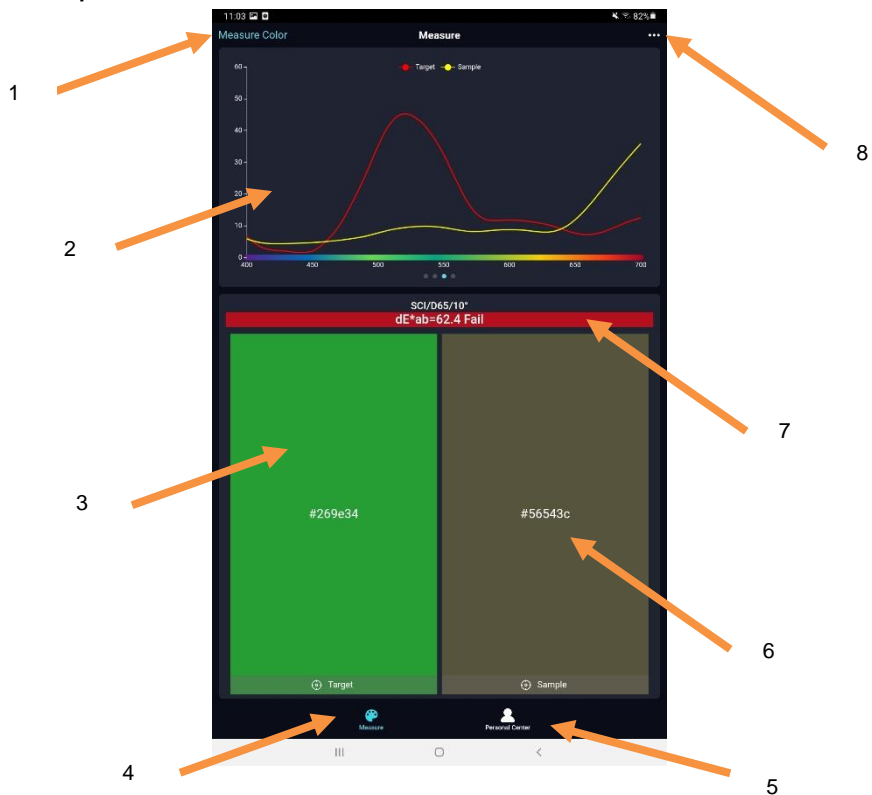 11:03 82%
Measure Color Measure
1
8
Target Sample
60
50
40
30
20
10
0
400 450 500 550 600 650 700
2
SCI/D65/10°
dE*ab=62.4 Fail
7
3
#269e34 #56543c
6
Target Sample
Measure Personal Center
4
5